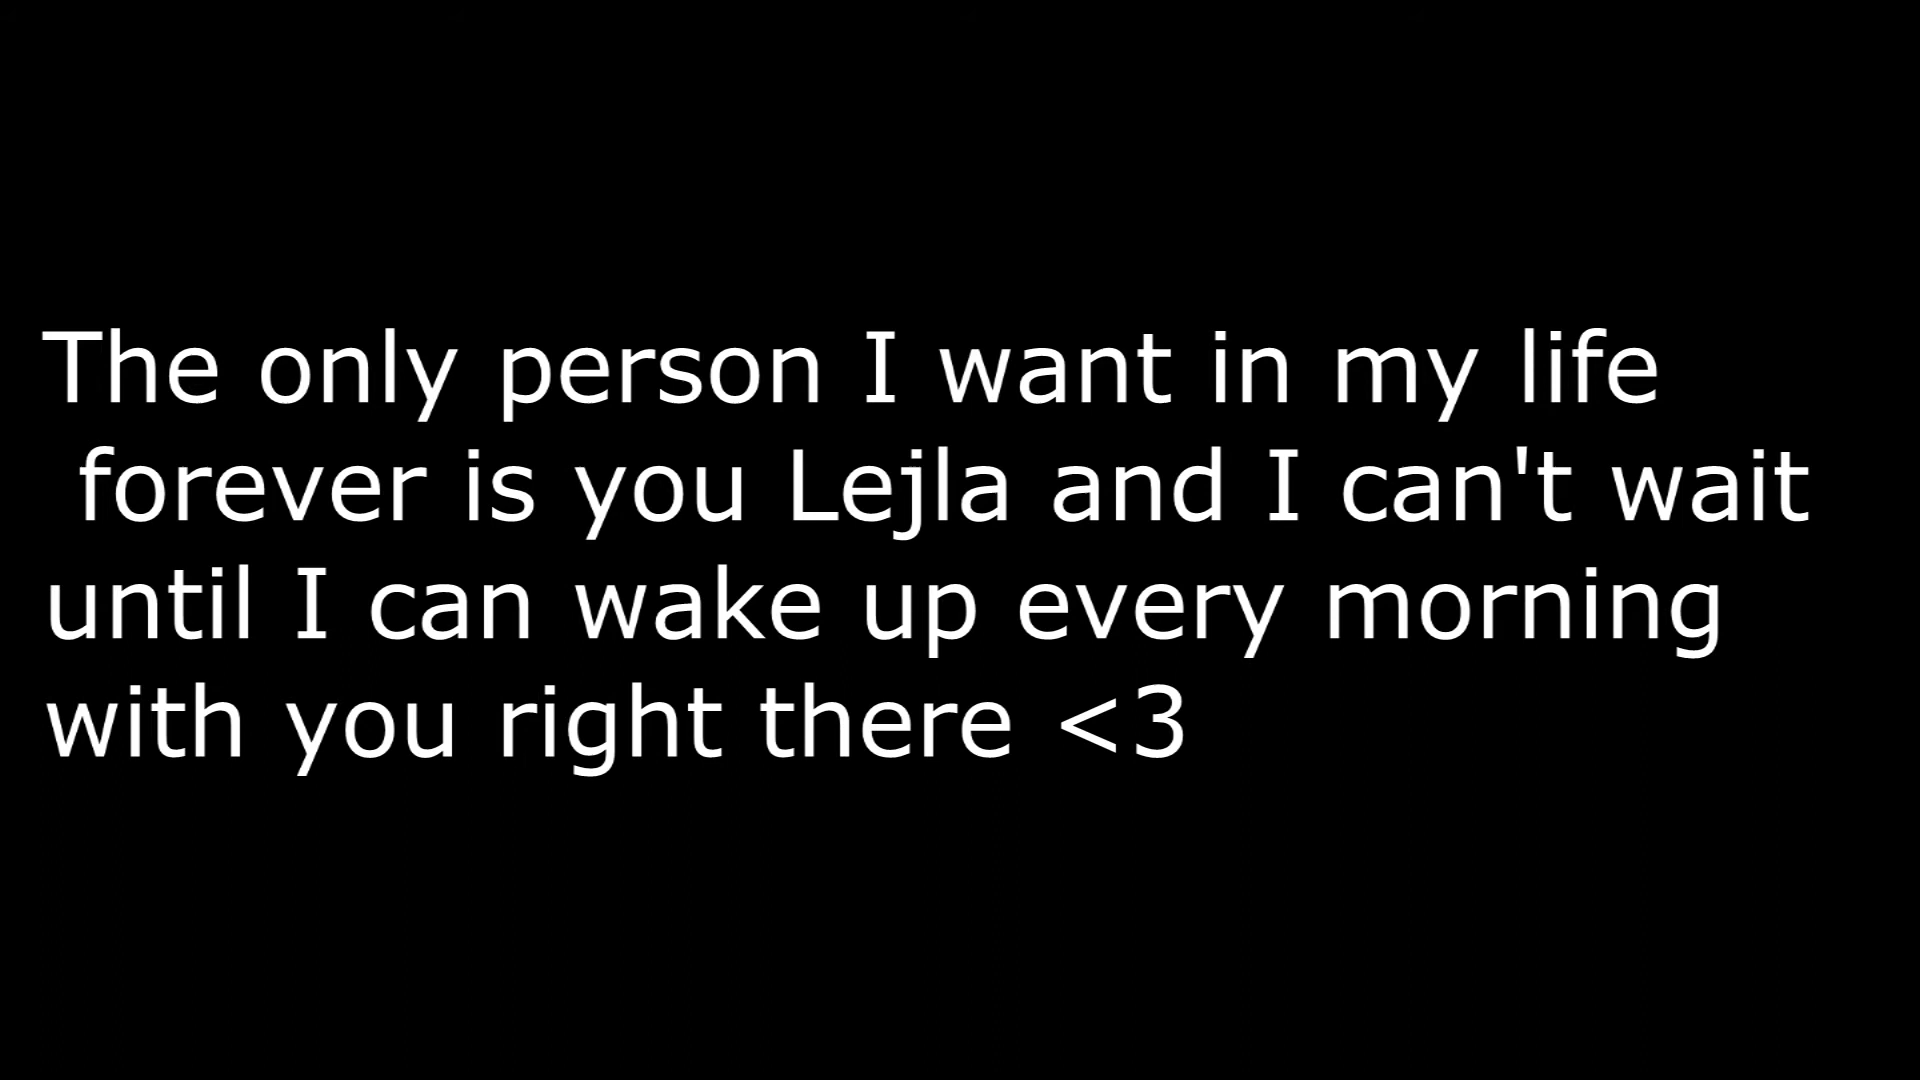 The only person I want in my life
forever is you Lejla and I can't wait
until I can wake up every morning
with you right there <3